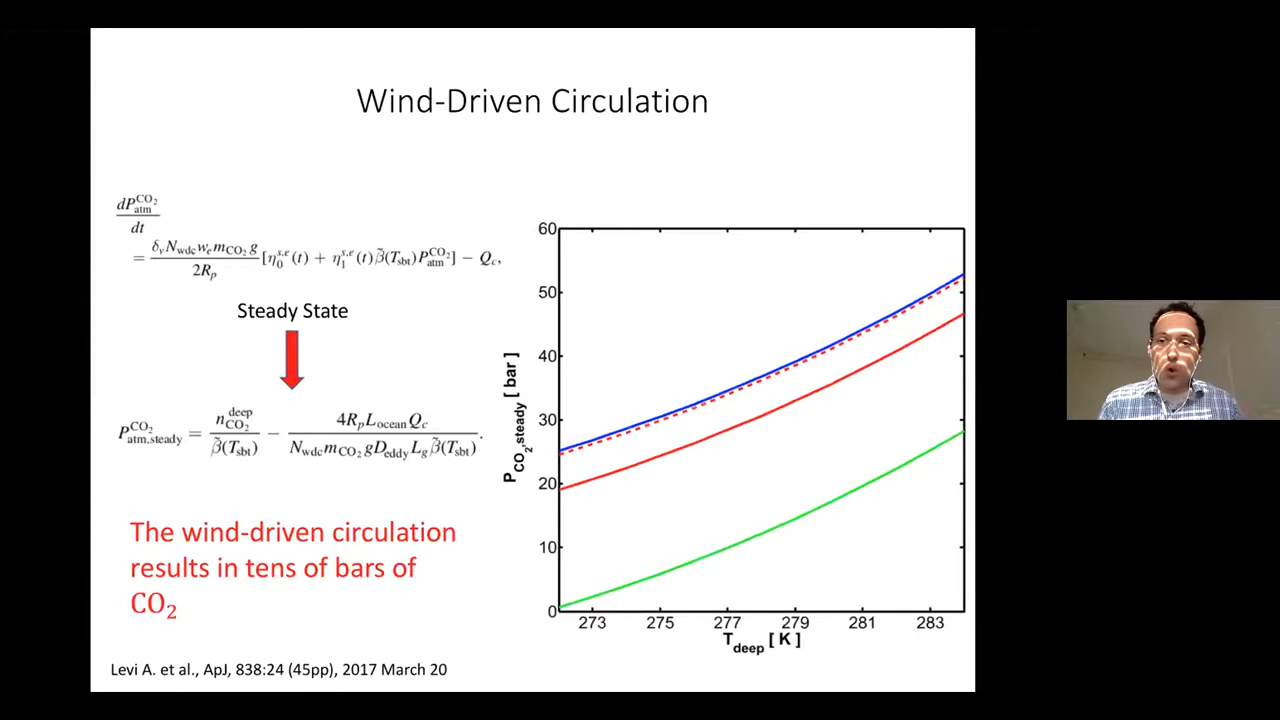 Wind-Driven Circulation
dP_atm^CO₂
dt
= δ_v N_wdc w_e m_CO₂ g / 2R_p [η_0^s,e(t) + η_1^s,e(t) β̃(T_sbt) P_atm^CO₂] − Q_c,
Steady State
P_atm,steady^CO₂ = n_CO₂^deep / β̃(T_sbt) − 4R_p L_ocean Q_c / N_wdc m_CO₂ g D_eddy L_g β̃(T_sbt).
The wind-driven circulation
results in tens of bars of
CO₂
Levi A. et al., ApJ, 838:24 (45pp), 2017 March 20
P_CO₂,steady [ bar ]
60
50
40
30
20
10
0
273 275 277 279 281 283
T_deep [ K ]